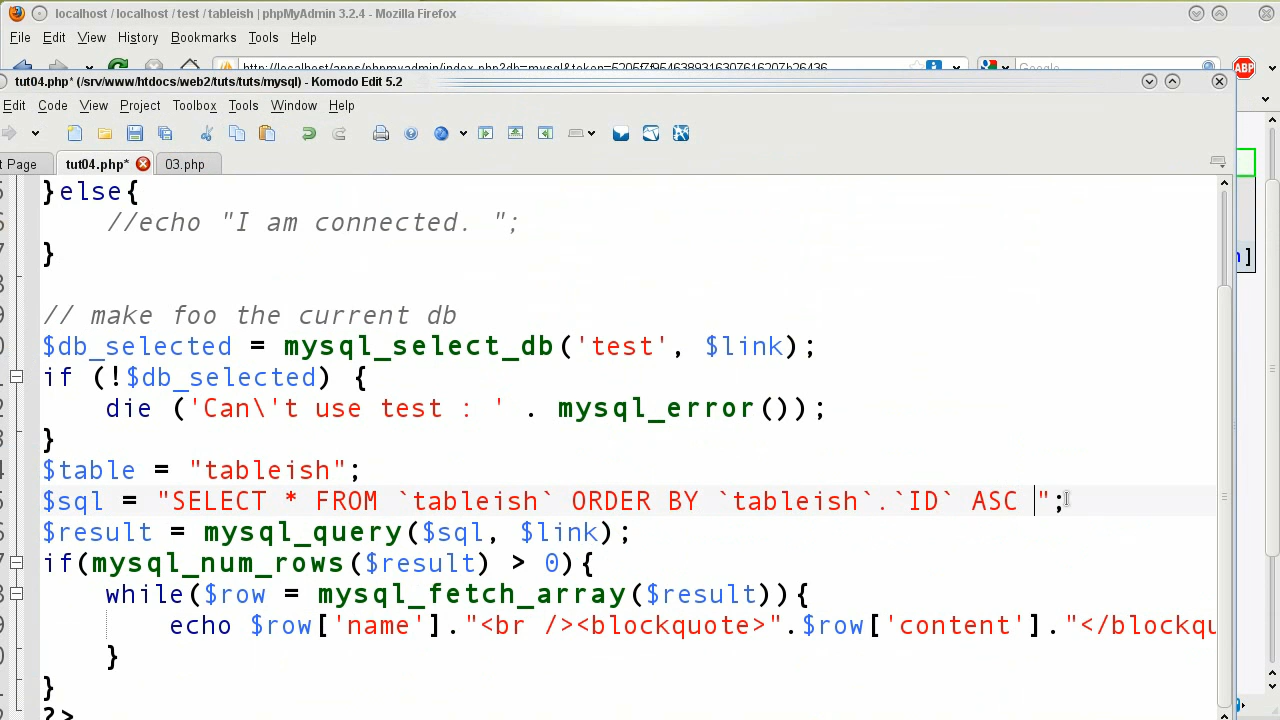 localhost / localhost / test / tableish | phpMyAdmin 3.2.4 - Mozilla Firefox
File Edit View History Bookmarks Tools Help
Google
ABP
tut04.php* (/srv/www/htdocs/web2/tuts/tuts/mysql) - Komodo Edit 5.2
Edit Code View Project Toolbox Tools Window Help
t Page tut04.php* 03.php
}else{
//echo "I am connected. ";
}
// make foo the current db
$db_selected = mysql_select_db('test', $link);
if (!$db_selected) {
die ('Can\'t use test : ' . mysql_error());
}
$table = "tableish";
$sql = "SELECT * FROM `tableish` ORDER BY `tableish`.`ID` ASC ";
$result = mysql_query($sql, $link);
if(mysql_num_rows($result) > 0){
while($row = mysql_fetch_array($result)){
echo $row['name']."<br /><blockquote>".$row['content']."</blockqu
}
}
?>